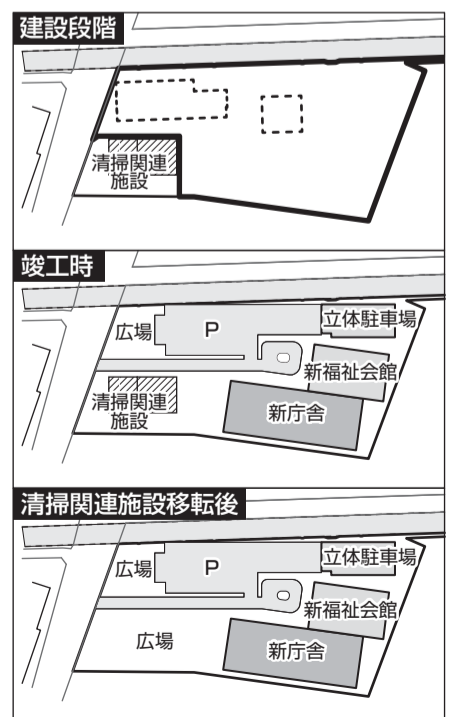 建設段階
清掃関連
施設
竣工時
広場
P
立体駐車場
新福祉会館
清掃関連
施設
新庁舎
清掃関連施設移転後
広場
P
立体駐車場
新福祉会館
広場
新庁舎